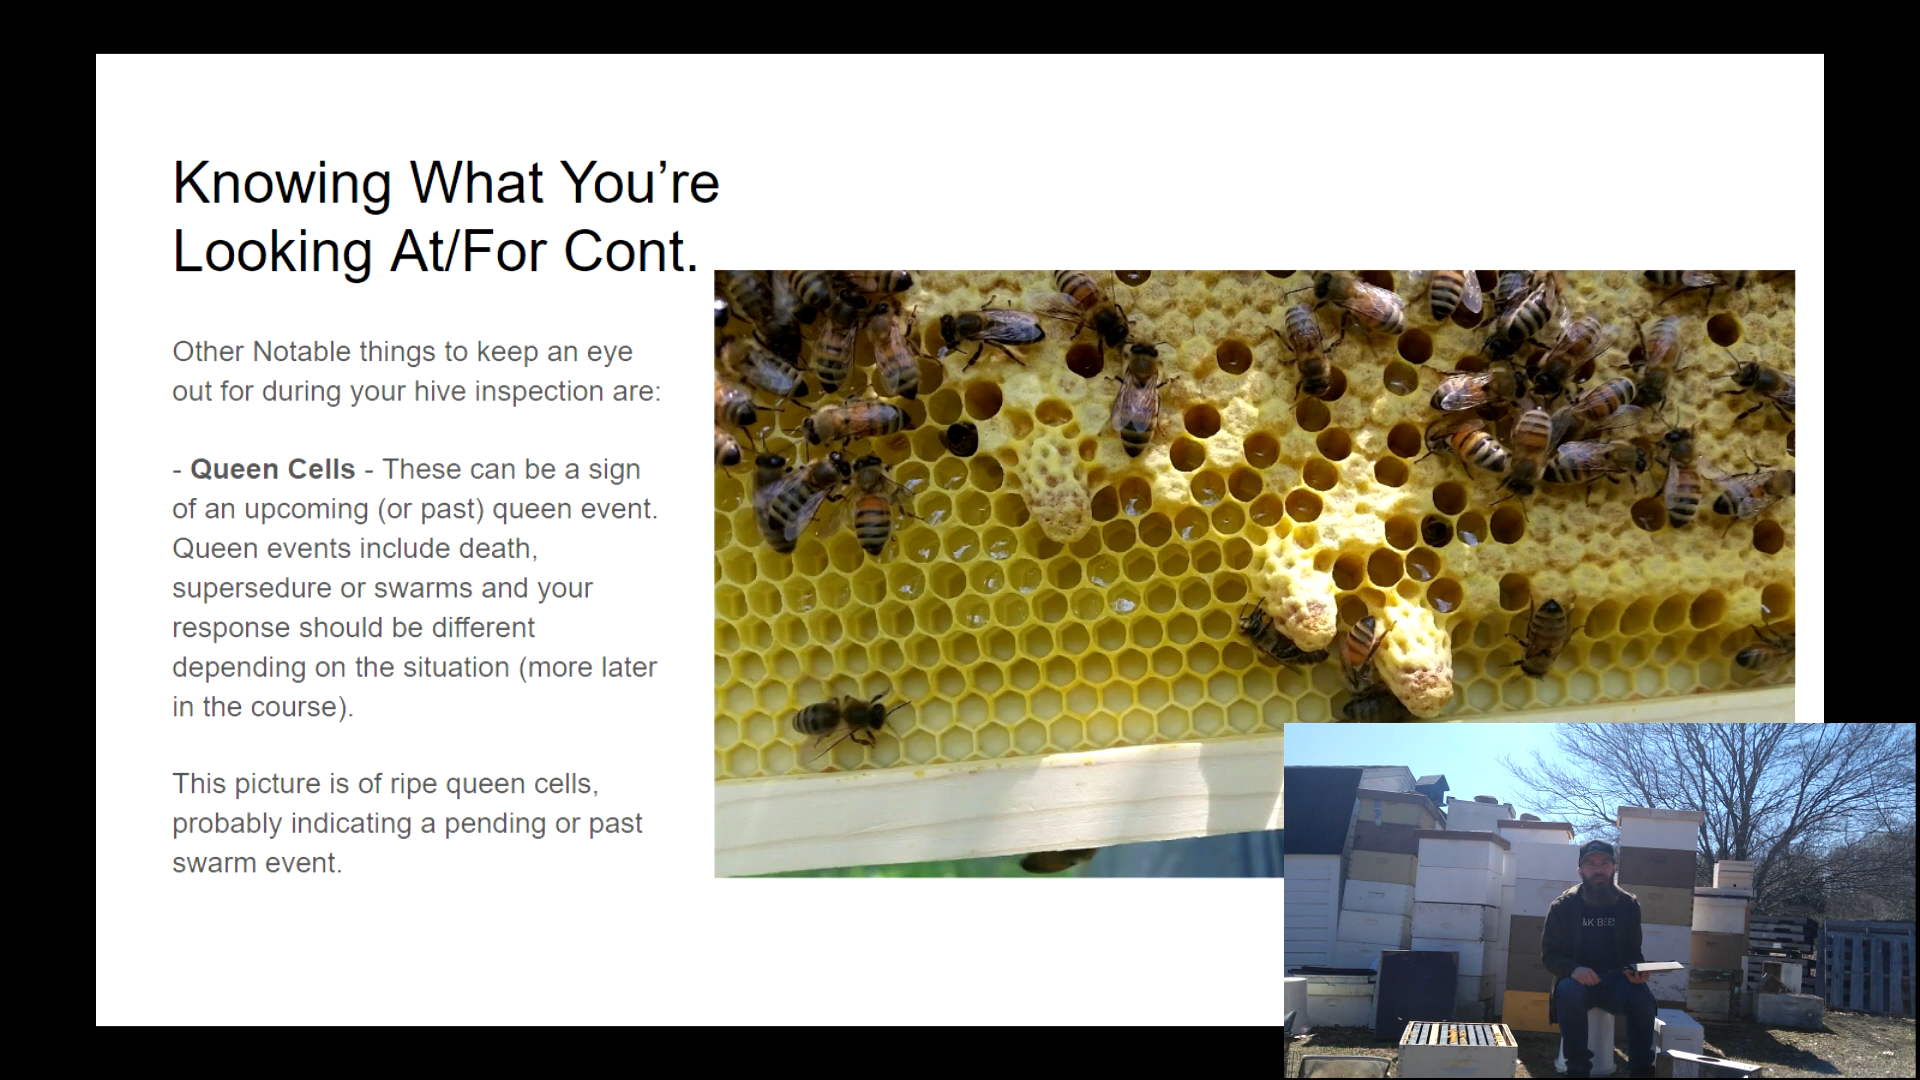 Knowing What You’re
Looking At/For Cont.
Other Notable things to keep an eye
out for during your hive inspection are:
- Queen Cells - These can be a sign
of an upcoming (or past) queen event.
Queen events include death,
supersedure or swarms and your
response should be different
depending on the situation (more later
in the course).
This picture is of ripe queen cells,
probably indicating a pending or past
swarm event.
&K BEES